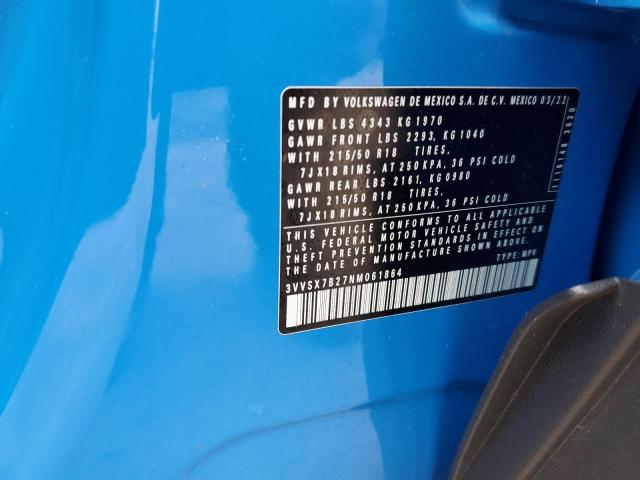 MFD BY VOLKSWAGEN DE MEXICO S.A. DE C.V. MEXICO 03/22
GVWR LBS 4343 KG 1970
GAWR FRONT LBS 2293, KG 1040
WITH 215/50 R18 TIRES,
7JX18 RIMS, AT 250 KPA, 36 PSI COLD
GAWR REAR LBS 2161, KG0980
WITH 215/50 R18 TIRES,
7JX18 RIMS, AT 250 KPA, 36 PSI COLD
THIS VEHICLE CONFORMS TO ALL APPLICABLE
U.S. FEDERAL MOTOR VEHICLE SAFETY AND
THEFT PREVENTION STANDARDS IN EFFECT ON
THE DATE OF MANUFACTURE SHOWN ABOVE.
TYPE: MPV
3VVSX7B27NM061864